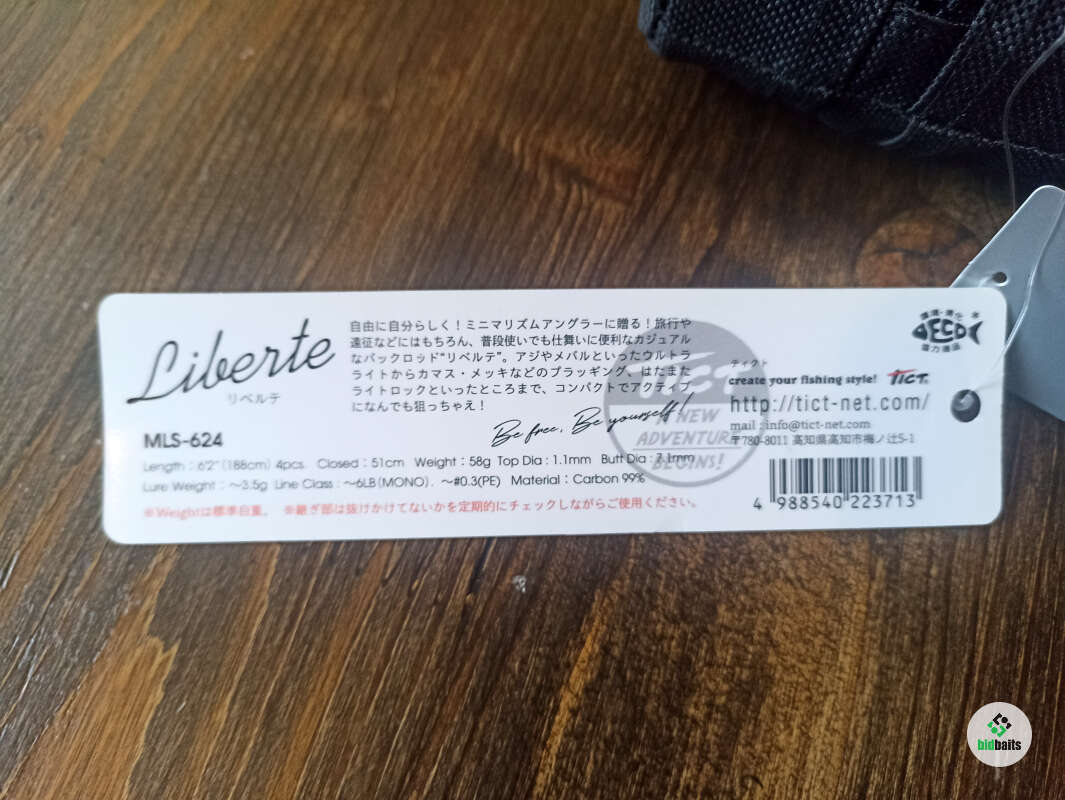 Liberte
リベルテ
自由に自分らしく！ミニマリズムアングラーに贈る！旅行や
遠征などにはもちろん、普段使いでも仕舞いに便利なカジュアル
なパックロッド“リベルテ”。アジやメバルといったウルトラ
ライトからカマス・メッキなどのプラッギング、はたまた
ライトロックといったところまで、コンパクトでアクティブ
になんでも狙っちゃえ！
Be free, Be yourself!
A NEW
ADVENTURE
BEGINS!
MLS-624
Length : 6'2" (188cm) 4pcs. Closed : 51cm Weight : 58g Top Dia : 1.1mm Butt Dia : 7.1mm
Lure Weight : ～3.5g Line Class : ～6LB(MONO) . ～#0.3(PE) Material : Carbon 99%
※Weightは標準自重。 ※継ぎ部は抜けかけてないかを定期的にチェックしながらご使用ください。
ECO
協力商品
ティクト
create your fishing style! TICT
http://tict-net.com/
mail : info@tict-net.com
〒780-8011 高知県高知市梅ノ辻5-1
4 988540 223713
bidbaits